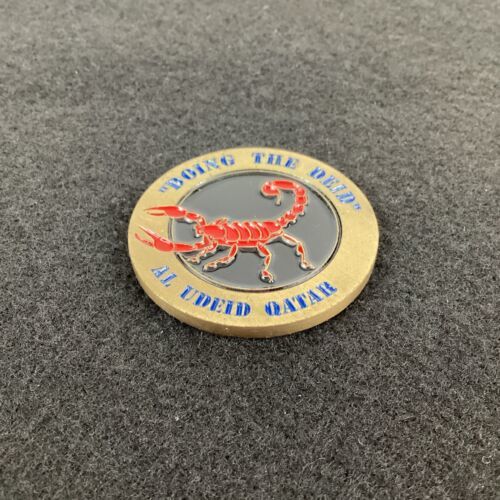 "DOING THE DEID"
AL UDEID QATAR